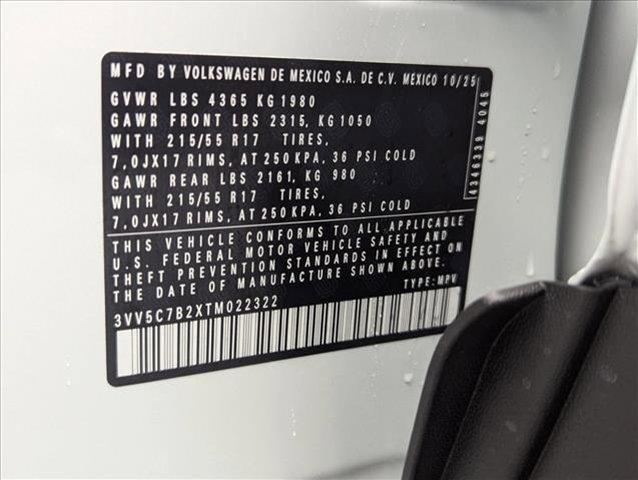 MFD BY VOLKSWAGEN DE MEXICO S.A. DE C.V. MEXICO 10/25
GVWR LBS 4365 KG 1980
GAWR FRONT LBS 2315, KG 1050
WITH 215/55 R17 TIRES,
7,0JX17 RIMS, AT 250 KPA, 36 PSI COLD
GAWR REAR LBS 2161, KG 980
WITH 215/55 R17 TIRES,
7,0JX17 RIMS, AT 250 KPA, 36 PSI COLD
4346339 4045
THIS VEHICLE CONFORMS TO ALL APPLICABLE
U.S. FEDERAL MOTOR VEHICLE SAFETY AND
THEFT PREVENTION STANDARDS IN EFFECT ON
THE DATE OF MANUFACTURE SHOWN ABOVE.
3VV5C7B2XTM022322 TYPE: MPV